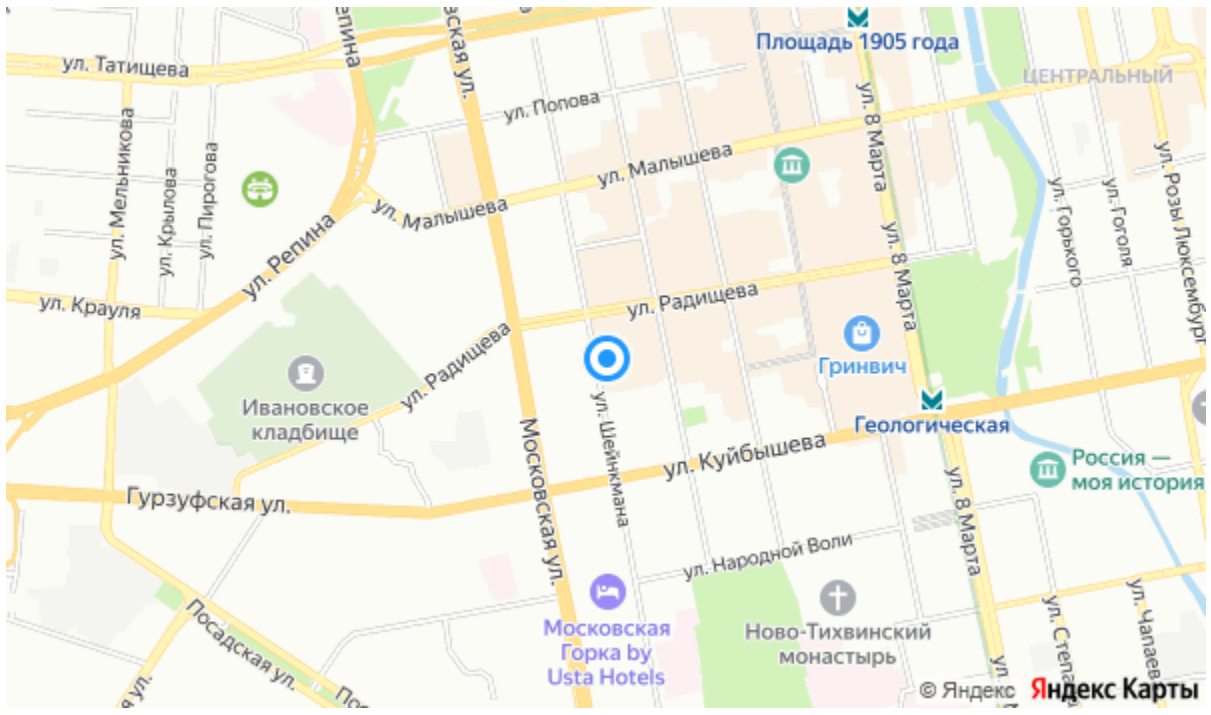 Площадь 1905 года
ул. Татищева
ЦЕНТРАЛЬНЫЙ
ул. Попова
ул. Мельникова
ул. Крылова
ул. Пирогова
ул. Малышева
ул. 8 Марта
ул. Малышева
ул. Розы Люксембург
ул. Горького
ул. Гоголя
ул. Репина
ул. 8 Марта
ул. Крауля
ул. Радищева
ул. Радищева
Гринвич
Ивановское
кладбище
Геологическая
ул. Шейнкмана
Московская ул.
ул. Куйбышева
Россия —
моя история
Гурзуфская ул.
ул. 8 Марта
ул. Народной Воли
Посадская ул.
Московская
Горка by
Usta Hotels
Ново-Тихвинский
монастырь
ул. Чапаева
© Яндекс Яндекс Карты